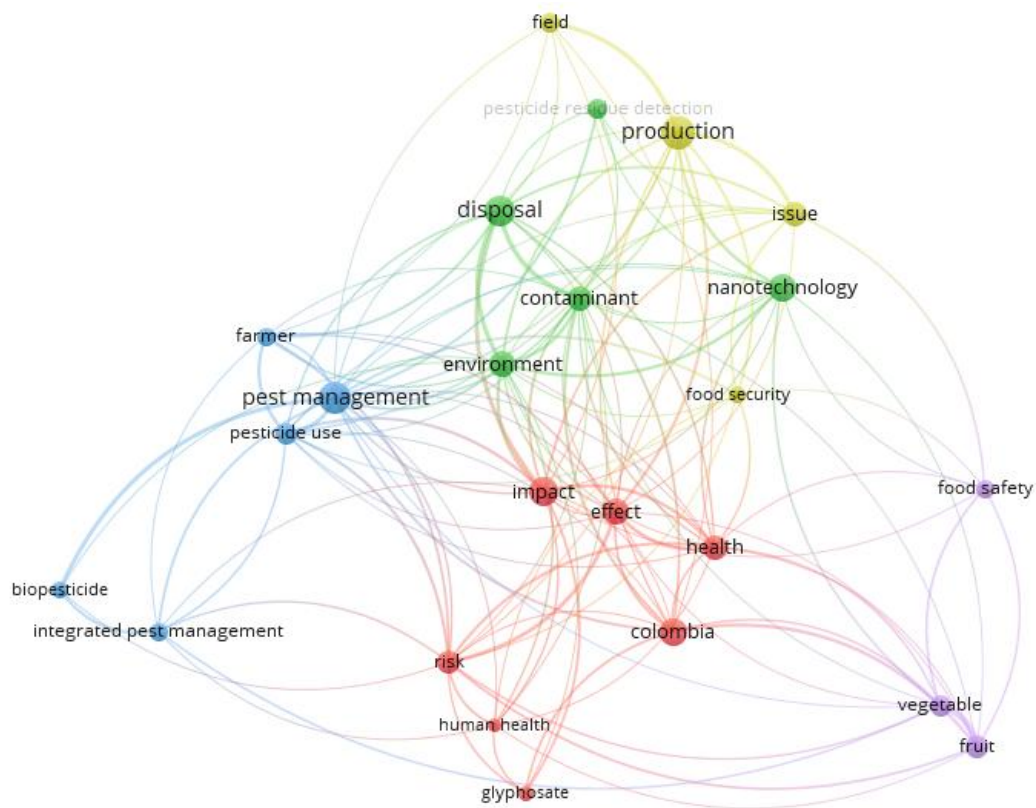 field
pesticide residue detection
production
disposal
issue
nanotechnology
contaminant
farmer
environment
pest management
food security
pesticide use
food safety
impact
effect
health
biopesticide
integrated pest management
colombia
risk
vegetable
human health
fruit
glyphosate